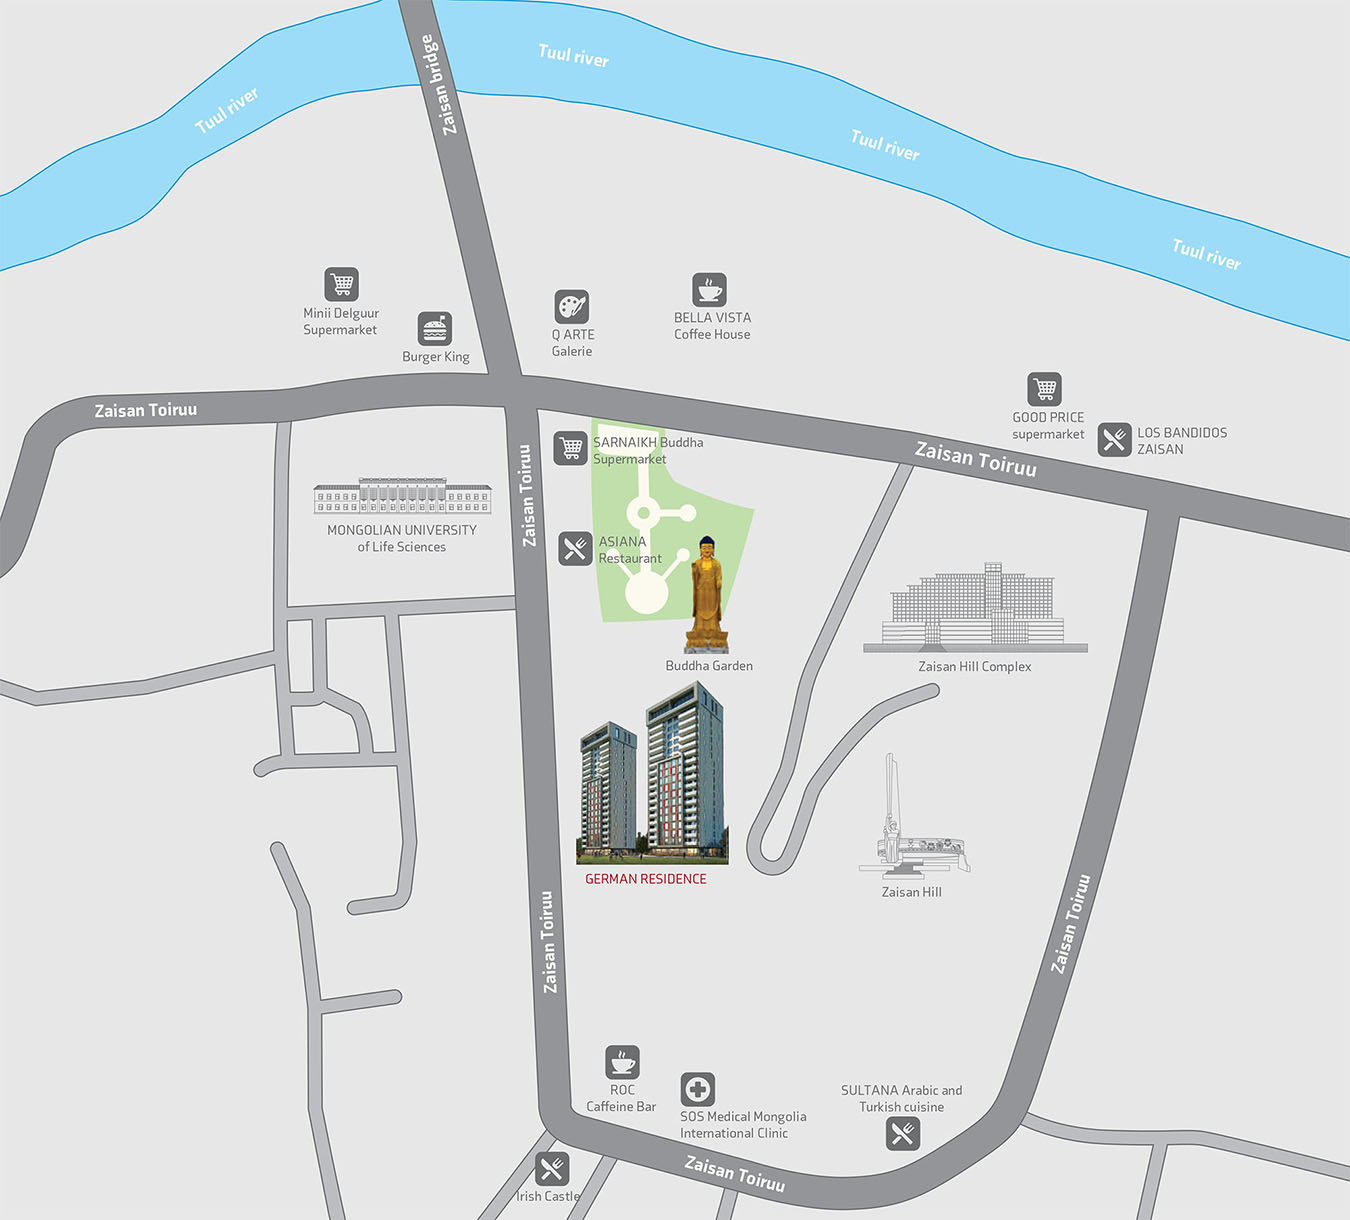 Zaisan bridge
Tuul river
Tuul river
Tuul river
Tuul river
Minii Delguur
Supermarket
Burger King
Q ARTE
Galerie
BELLA VISTA
Coffee House
GOOD PRICE
supermarket
LOS BANDIDOS
ZAISAN
Zaisan Toiruu
Zaisan Toiruu
Zaisan Toiruu
SARNAIKH Buddha
Supermarket
MONGOLIAN UNIVERSITY
of Life Sciences
ASIANA
Restaurant
Buddha Garden
Zaisan Hill Complex
GERMAN RESIDENCE
Zaisan Hill
Zaisan Toiruu
Zaisan Toiruu
ROC
Caffeine Bar
SOS Medical Mongolia
International Clinic
SULTANA Arabic and
Turkish cuisine
Zaisan Toiruu
Irish Castle